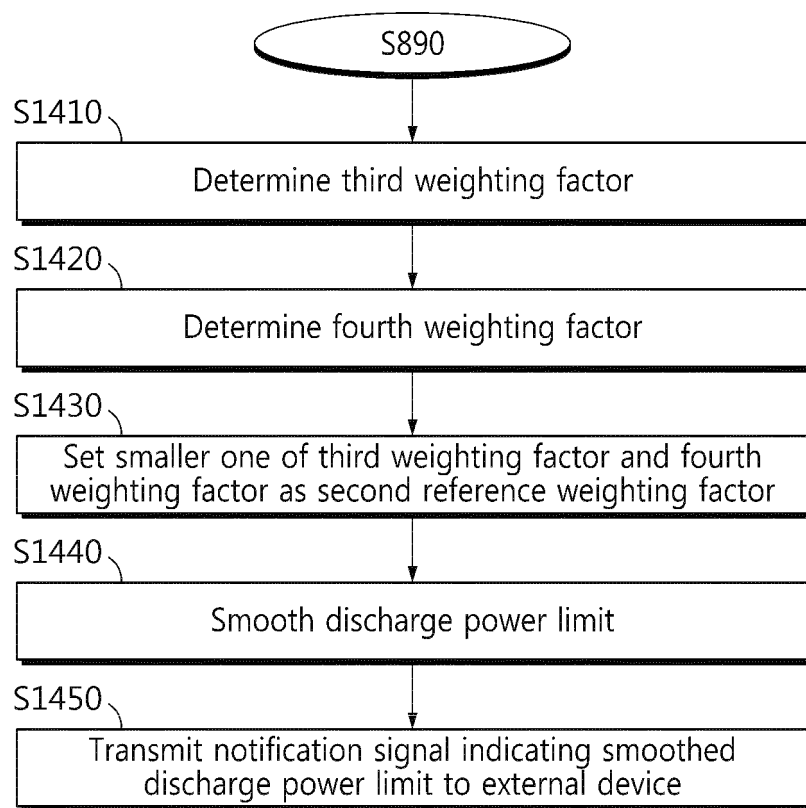 S890
S1410
Determine third weighting factor
S1420
Determine fourth weighting factor
S1430
Set smaller one of third weighting factor and fourth
weighting factor as second reference weighting factor
S1440
Smooth discharge power limit
S1450
Transmit notification signal indicating smoothed
discharge power limit to external device